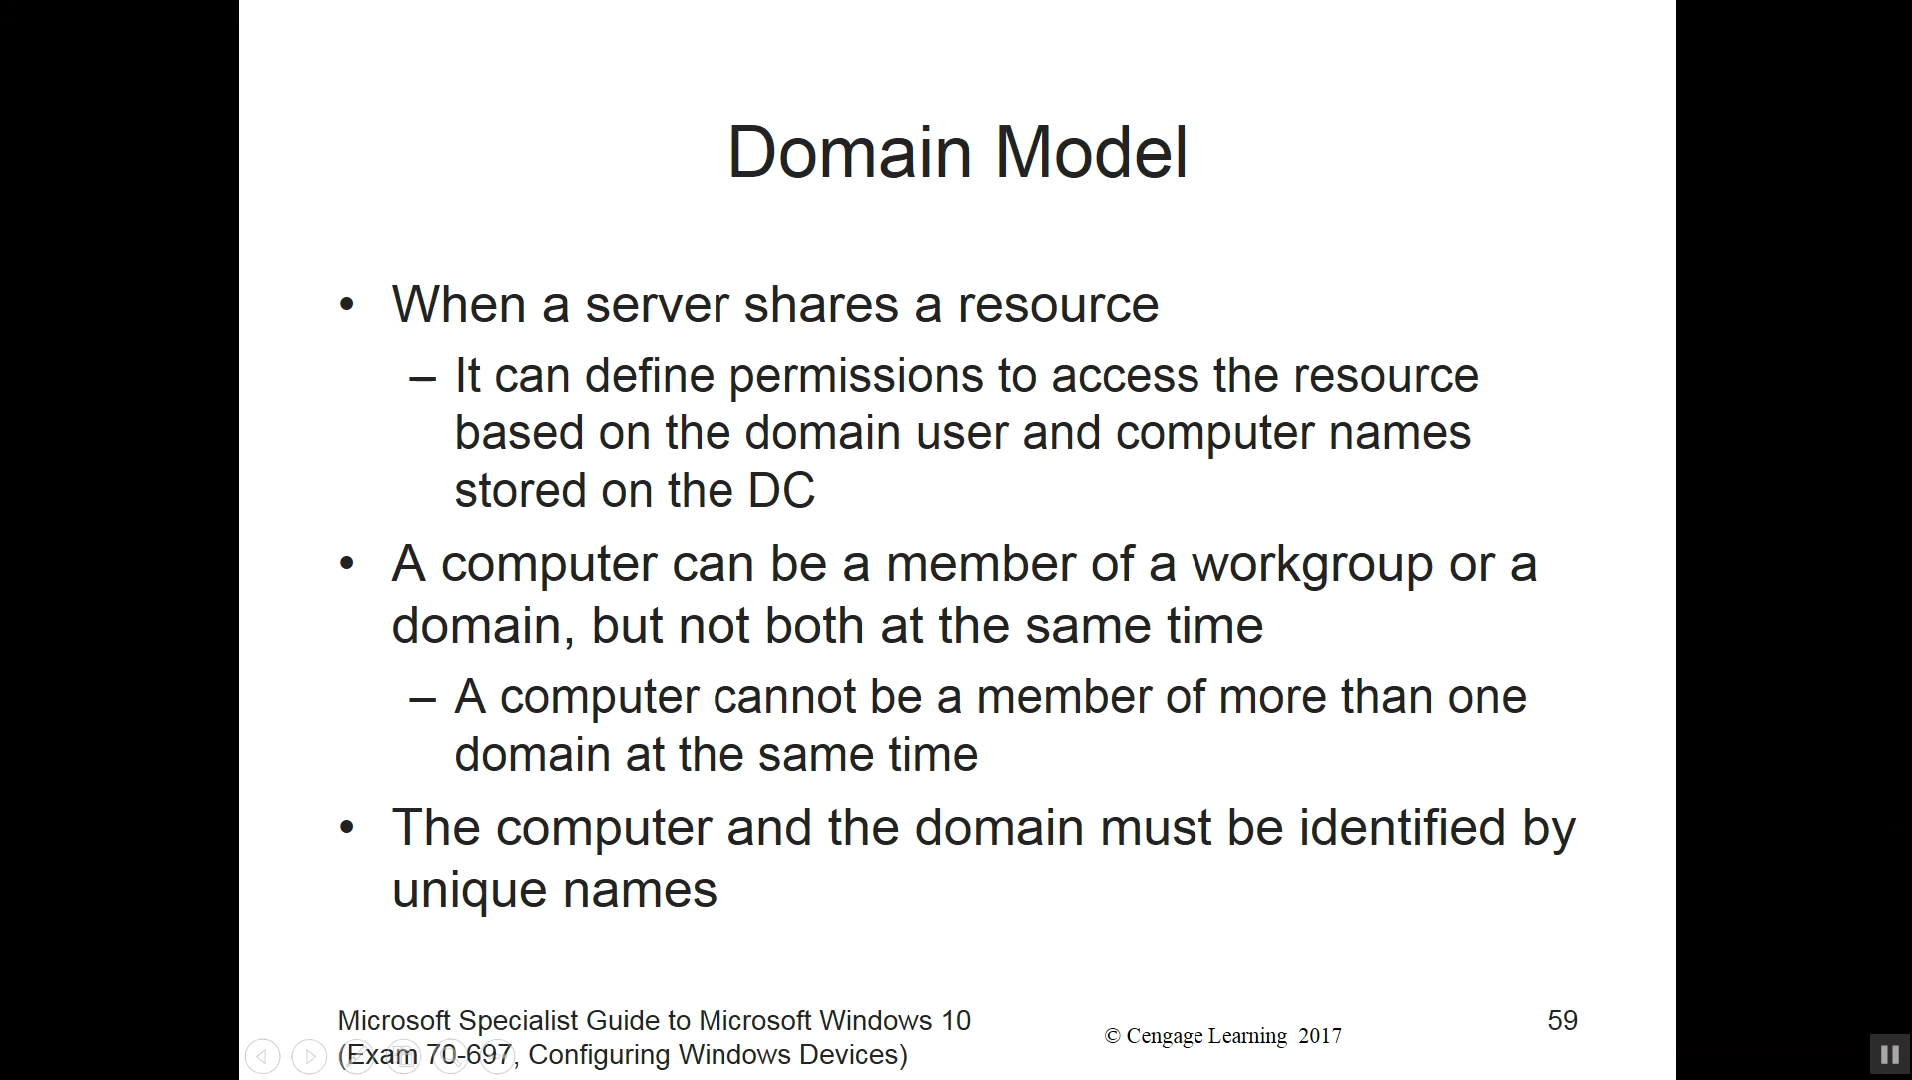 Domain Model
• When a server shares a resource
– It can define permissions to access the resource
based on the domain user and computer names
stored on the DC
• A computer can be a member of a workgroup or a
domain, but not both at the same time
– A computer cannot be a member of more than one
domain at the same time
• The computer and the domain must be identified by
unique names
Microsoft Specialist Guide to Microsoft Windows 10
(Exam 70-697, Configuring Windows Devices)
© Cengage Learning 2017
59